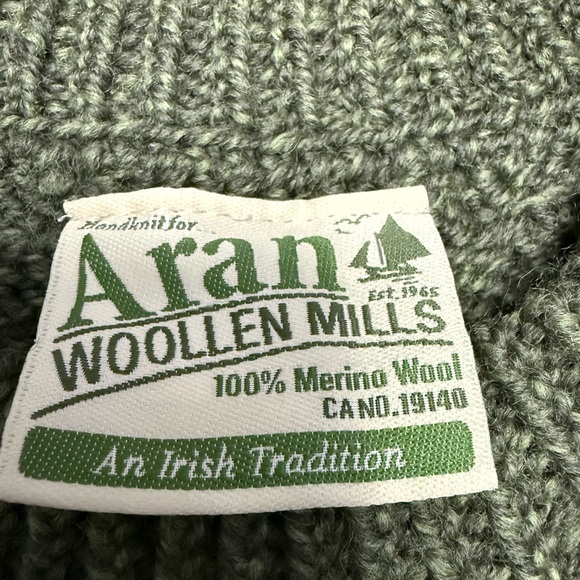 Handknit for...
Aran
Est. 1965
WOOLLEN MILLS
100% Merino Wool
CA NO. 19140
An Irish Tradition